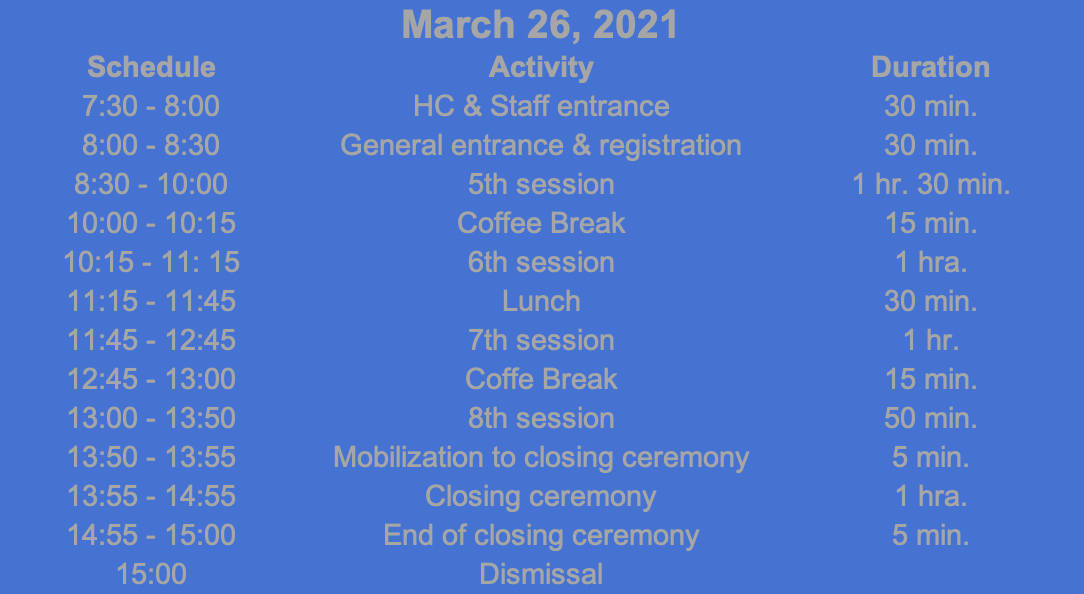 March 26, 2021
Schedule Activity Duration
7:30 - 8:00 HC & Staff entrance 30 min.
8:00 - 8:30 General entrance & registration 30 min.
8:30 - 10:00 5th session 1 hr. 30 min.
10:00 - 10:15 Coffee Break 15 min.
10:15 - 11: 15 6th session 1 hra.
11:15 - 11:45 Lunch 30 min.
11:45 - 12:45 7th session 1 hr.
12:45 - 13:00 Coffe Break 15 min.
13:00 - 13:50 8th session 50 min.
13:50 - 13:55 Mobilization to closing ceremony 5 min.
13:55 - 14:55 Closing ceremony 1 hra.
14:55 - 15:00 End of closing ceremony 5 min.
15:00 Dismissal